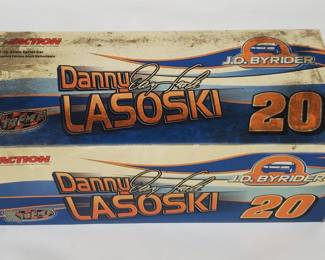 ACTION
Danny
J.D. BYRIDER
LASOSKI
20
ACTION
Danny
J.D. BYRIDER
LASOSKI
20